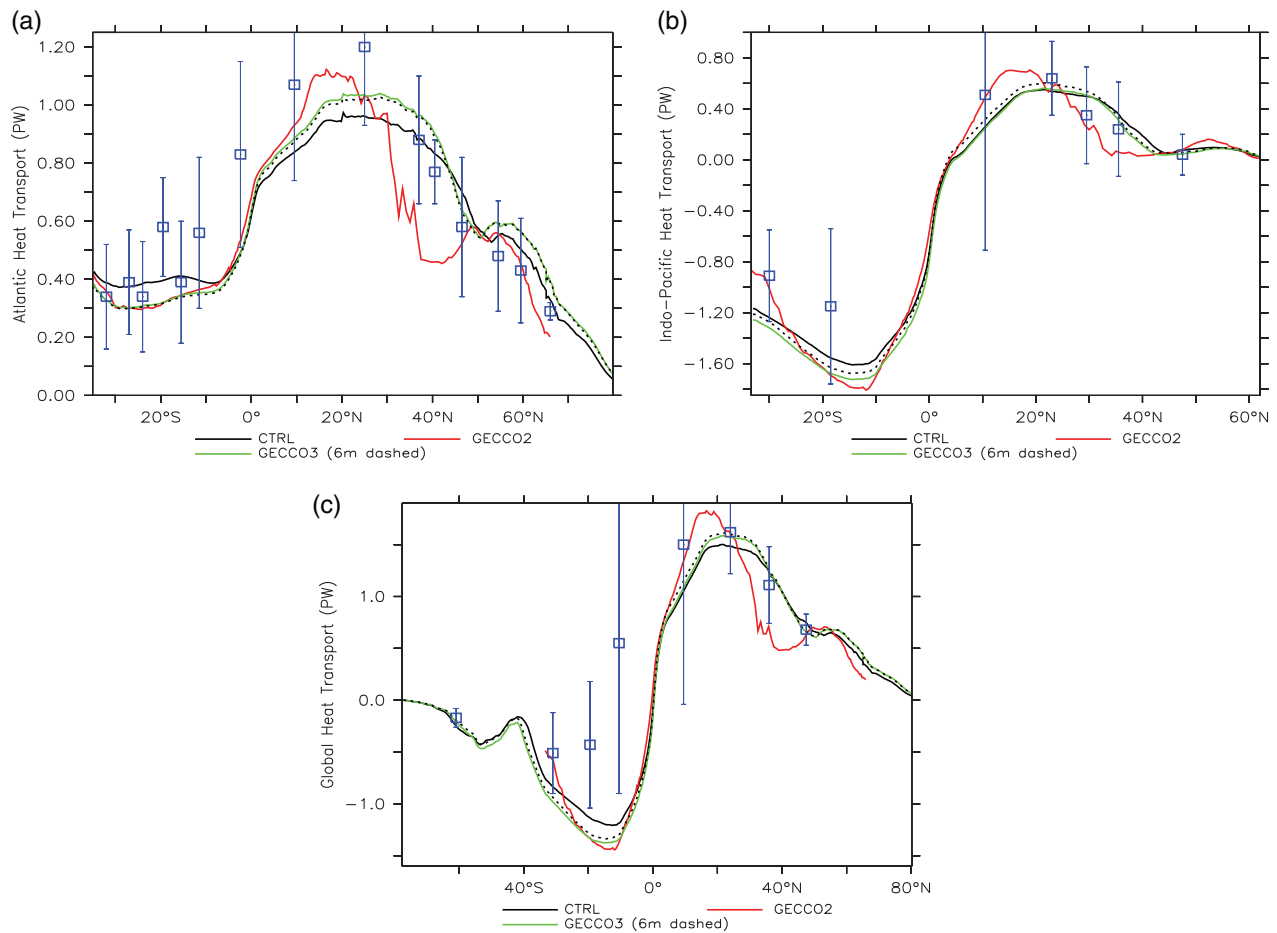 (a)
Atlantic Heat Transport (PW)
1.20
1.00
0.80
0.60
0.40
0.20
0.00
20°S 0° 20°N 40°N 60°N
CTRL GECCO2
GECCO3 (6m dashed)
(b)
Indo-Pacific Heat Transport (PW)
0.80
0.40
0.00
-0.40
-0.80
-1.20
-1.60
20°S 0° 20°N 40°N 60°N
CTRL GECCO2
GECCO3 (6m dashed)
(c)
Global Heat Transport (PW)
1.0
0.0
-1.0
40°S 0° 40°N 80°N
CTRL GECCO2
GECCO3 (6m dashed)